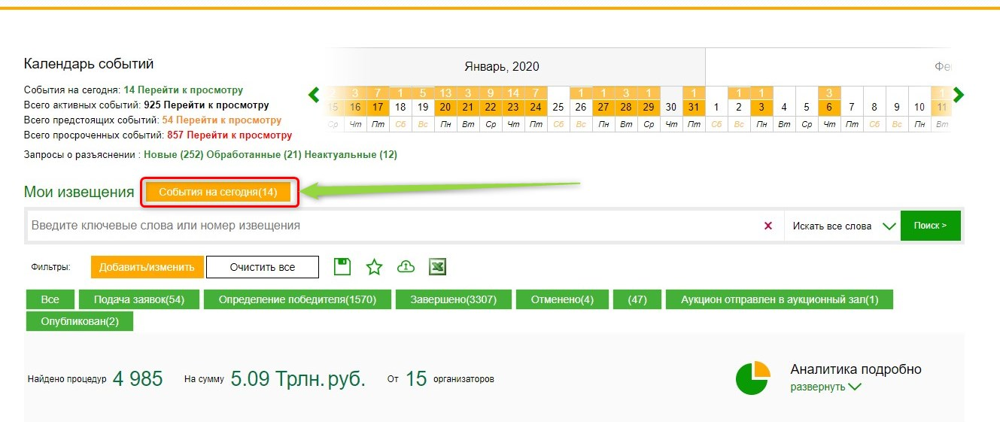 Календарь событий
Январь, 2020
События на сегодня: 14 Перейти к просмотру
Всего активных событий: 925 Перейти к просмотру
Всего предстоящих событий: 54 Перейти к просмотру
Всего просроченных событий: 857 Перейти к просмотру
3 7 1 5 13 3 9 14 7 1 1 3 1 1 1 1 3 1
15 16 17 18 19 20 21 22 23 24 25 26 27 28 29 30 31 1 2 3 4 5 6 7 8 9 10 11
Ср Чт Пт Сб Вс Пн Вт Ср Чт Пт Сб Вс Пн Вт Ср Чт Пт Сб Вс Пн Вт Ср Чт Пт Сб Вс Пн Вт
Запросы о разъяснении : Новые (252) Обработанные (21) Неактуальные (12)
Мои извещения События на сегодня(14)
Введите ключевые слова или номер извещения Искать все слова Поиск >
Фильтры: Добавить/изменить Очистить все
Все Подача заявок(54) Определение победителя(1570) Завершено(3307) Отменено(4) (47) Аукцион отправлен в аукционный зал(1)
Опубликован(2)
Найдено процедур 4 985 На сумму 5.09 Трлн. руб. От 15 организаторов
Аналитика подробно
развернуть